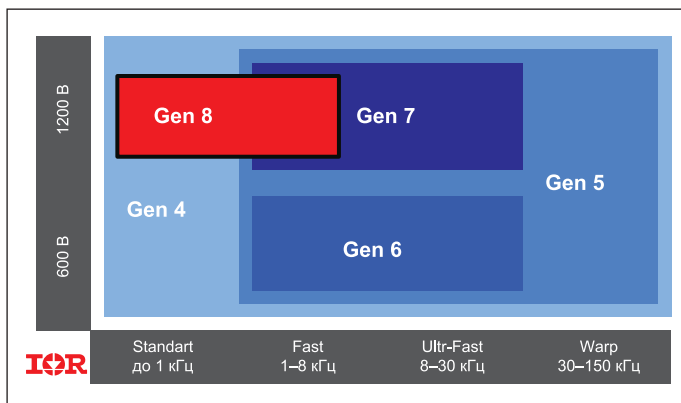 1200 В
Gen 8
Gen 7
Gen 5
Gen 4
600 В
Gen 6
IOR
Standart
до 1 кГц
Fast
1–8 кГц
Ultr-Fast
8–30 кГц
Warp
30–150 кГц